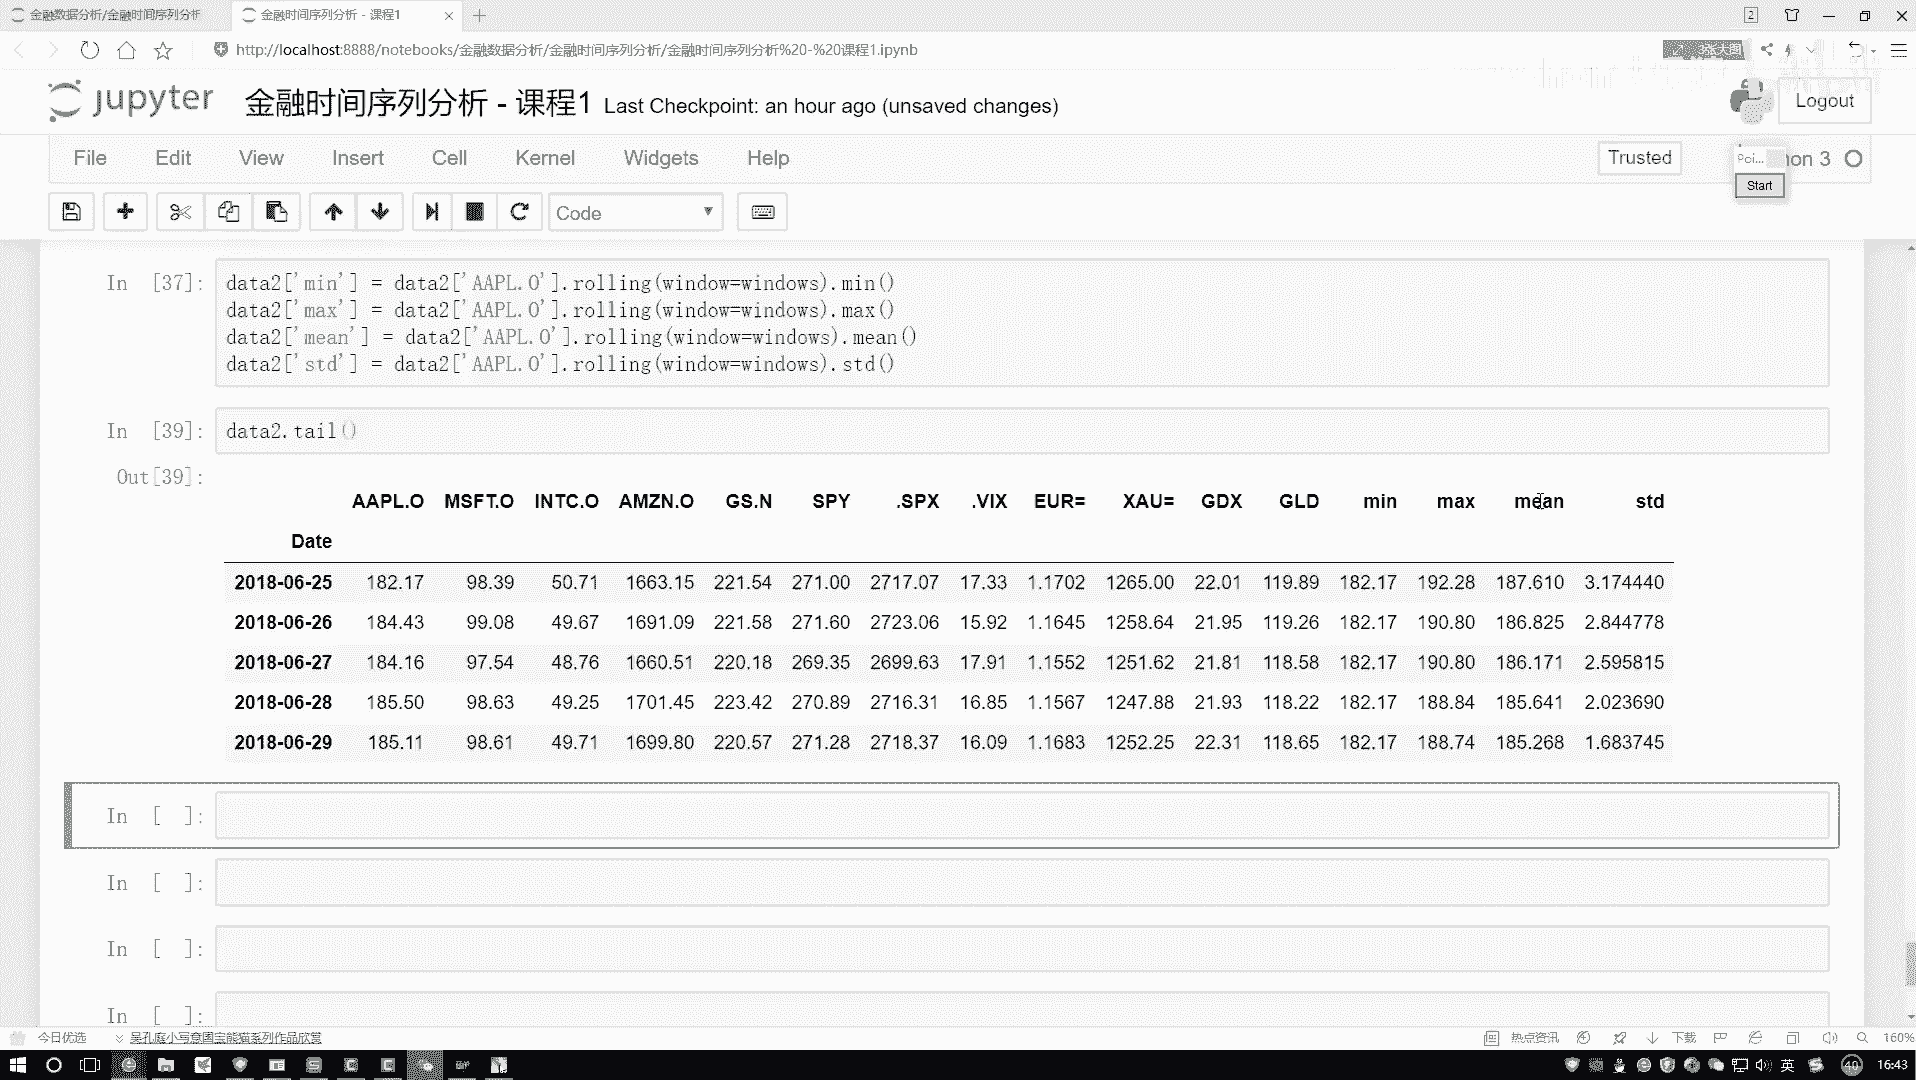 金融数据分析/金融时间序列分析
金融时间序列分析 - 课程1
2
http://localhost:8888/notebooks/金融数据分析/金融时间序列分析/金融时间序列分析%20-%20课程1.ipynb
3张大图
jupyter 金融时间序列分析 - 课程1 Last Checkpoint: an hour ago (unsaved changes)
Logout
File Edit View Insert Cell Kernel Widgets Help
Trusted
Poi...
hon 3
Start
Code
In [37]:
data2['min'] = data2['AAPL.O'].rolling(window=windows).min()
data2['max'] = data2['AAPL.O'].rolling(window=windows).max()
data2['mean'] = data2['AAPL.O'].rolling(window=windows).mean()
data2['std'] = data2['AAPL.O'].rolling(window=windows).std()
In [39]: data2.tail()
Out[39]:
AAPL.O MSFT.O INTC.O AMZN.O GS.N SPY .SPX .VIX EUR= XAU= GDX GLD min max mean std
Date
2018-06-25 182.17 98.39 50.71 1663.15 221.54 271.00 2717.07 17.33 1.1702 1265.00 22.01 119.89 182.17 192.28 187.610 3.174440
2018-06-26 184.43 99.08 49.67 1691.09 221.58 271.60 2723.06 15.92 1.1645 1258.64 21.95 119.26 182.17 190.80 186.825 2.844778
2018-06-27 184.16 97.54 48.76 1660.51 220.18 269.35 2699.63 17.91 1.1552 1251.62 21.81 118.58 182.17 190.80 186.171 2.595815
2018-06-28 185.50 98.63 49.25 1701.45 223.42 270.89 2716.31 16.85 1.1567 1247.88 21.93 118.22 182.17 188.84 185.641 2.023690
2018-06-29 185.11 98.61 49.71 1699.80 220.57 271.28 2718.37 16.09 1.1683 1252.25 22.31 118.65 182.17 188.74 185.268 1.683745
In [ ]:
In [ ]:
In [ ]:
In [ ]:
今日优选
吴孔庭小写意国宝熊猫系列作品欣赏
热点资讯
下载
160%
英
40
16:43